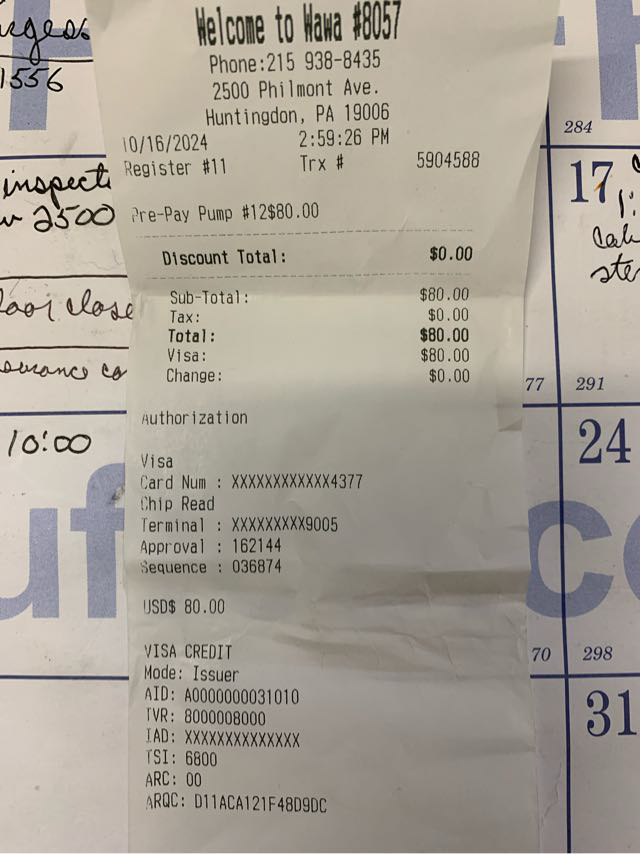 Welcome to Wawa #8057
Phone:215 938-8435
2500 Philmont Ave.
Huntingdon, PA 19006
10/16/2024 2:59:26 PM
Register #11 Trx # 5904588
Pre-Pay Pump #12$80.00
Discount Total: $0.00
Sub-Total: $80.00
Tax: $0.00
Total: $80.00
Visa: $80.00
Change: $0.00
Authorization
Visa
Card Num : XXXXXXXXXXXX4377
Chip Read
Terminal : XXXXXXXXX9005
Approval : 162144
Sequence : 036874
USD$ 80.00
VISA CREDIT
Mode: Issuer
AID: A0000000031010
TVR: 8000008000
IAD: XXXXXXXXXXXXXX
TSI: 6800
ARC: 00
ARQC: D11ACA121F48D9DC
1556
2500
10:00
284
17
77 291
24
70 298
31